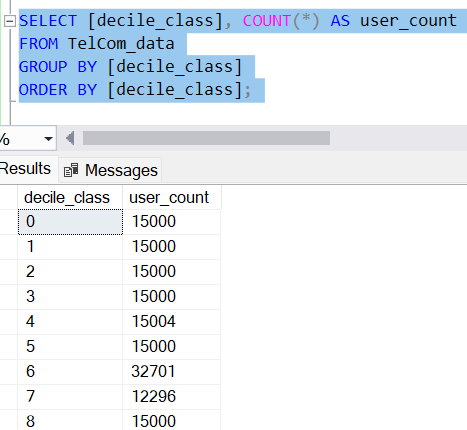 SELECT [decile_class], COUNT(*) AS user_count
FROM TelCom_data
GROUP BY [decile_class]
ORDER BY [decile_class];
%
Results Messages
decile_class user_count
0 15000
1 15000
2 15000
3 15000
4 15004
5 15000
6 32701
7 12296
8 15000